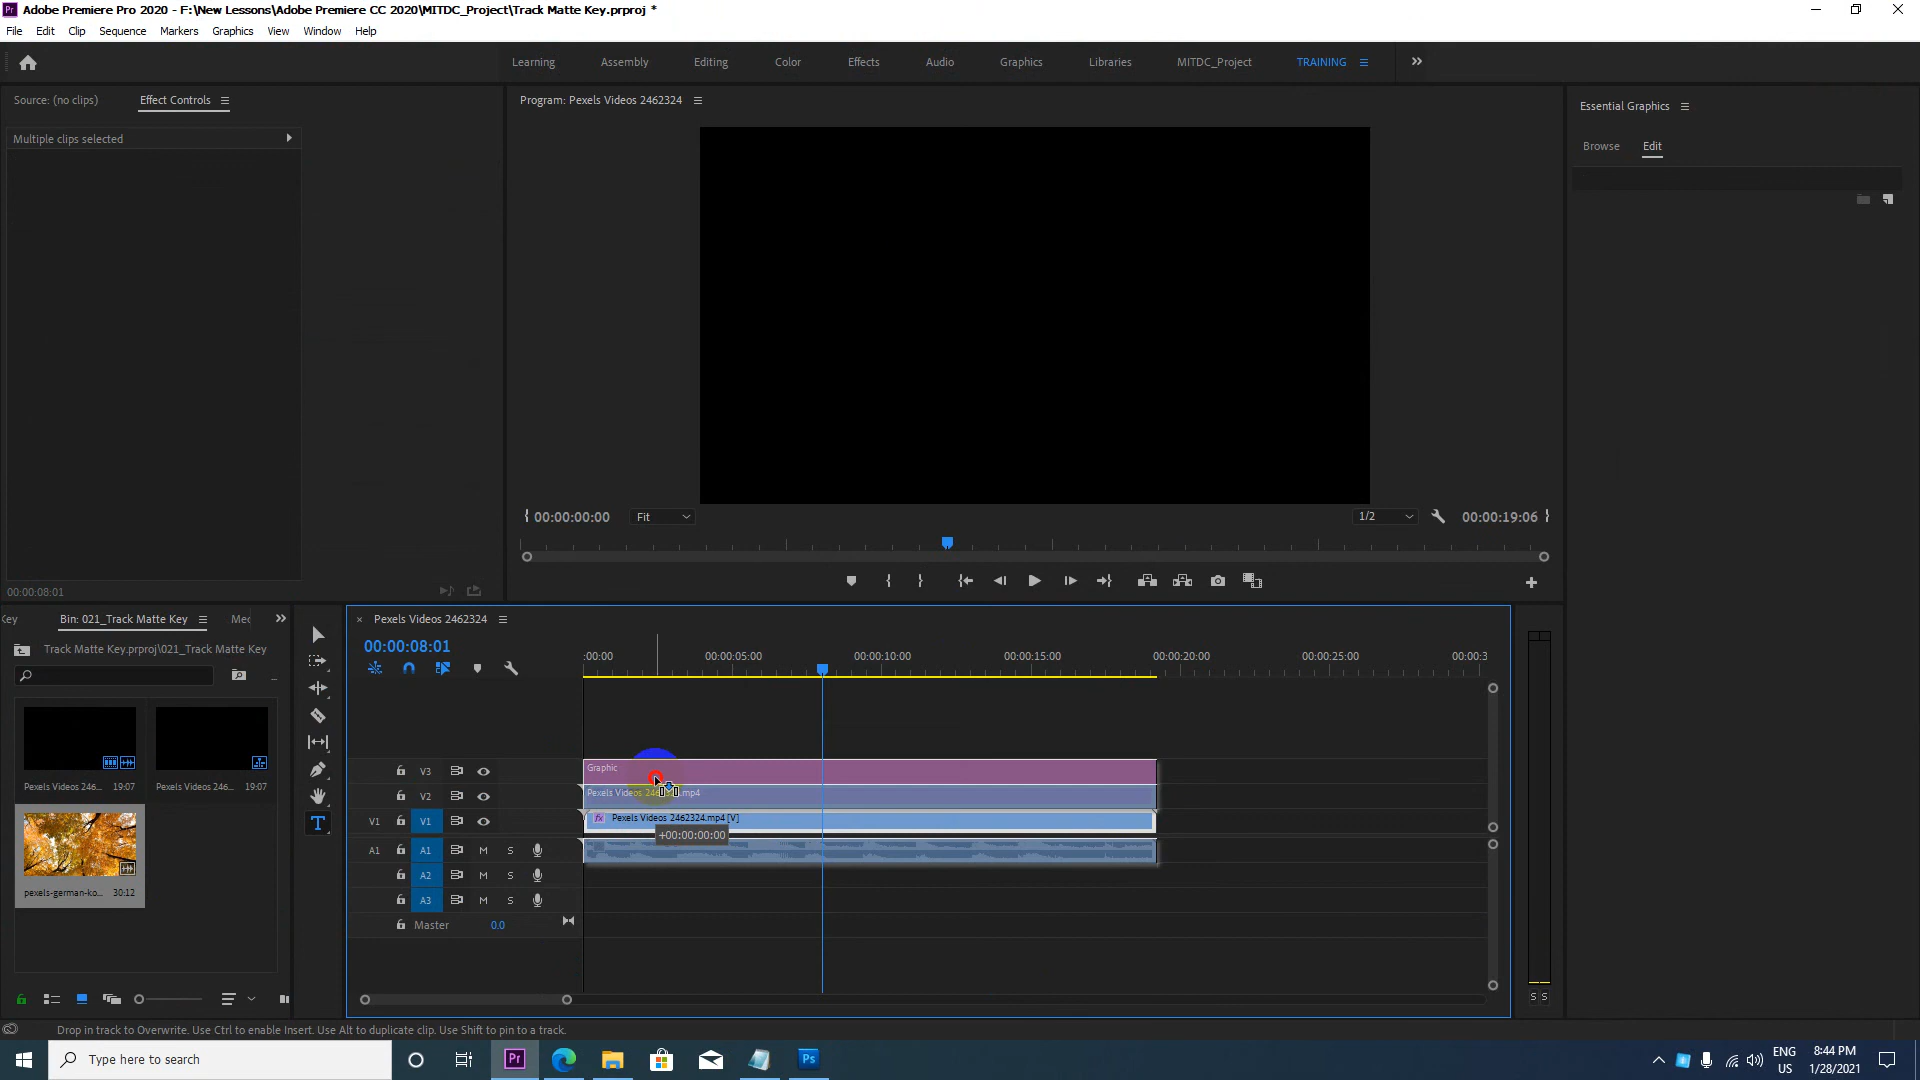 Adobe Premiere Pro 2020 - F:\New Lessons\Adobe Premiere CC 2020\MITDC_Project\Track Matte Key.prproj *
File Edit Clip Sequence Markers Graphics View Window Help
Learning Assembly Editing Color Effects Audio Graphics Libraries MITDC_Project TRAINING
Source: (no clips) Effect Controls
Program: Pexels Videos 2462324
Essential Graphics
Multiple clips selected
Browse Edit
00:00:00:00 Fit 1/2 00:00:19:06
00:00:08:01
Key Bin: 021_Track Matte Key Med
Track Matte Key.prproj\021_Track Matte Key
Pexels Videos 246... 19:07
Pexels Videos 246... 19:07
pexels-german-ko... 30:12
Pexels Videos 2462324
00:00:08:01
:00:00 00:00:05:00 00:00:10:00 00:00:15:00 00:00:20:00 00:00:25:00 00:00:3
V3 Graphic
V2
V1 V1 Pexels Videos 2462324.mp4 [V]
+00:00:00:00
A1 A1 M S
A2 M S
A3 M S
Master 0.0
S S
Drop in track to Overwrite. Use Ctrl to enable Insert. Use Alt to duplicate clip. Use Shift to pin to a track.
Type here to search
Pr
Ps
ENG
US
8:44 PM
1/28/2021